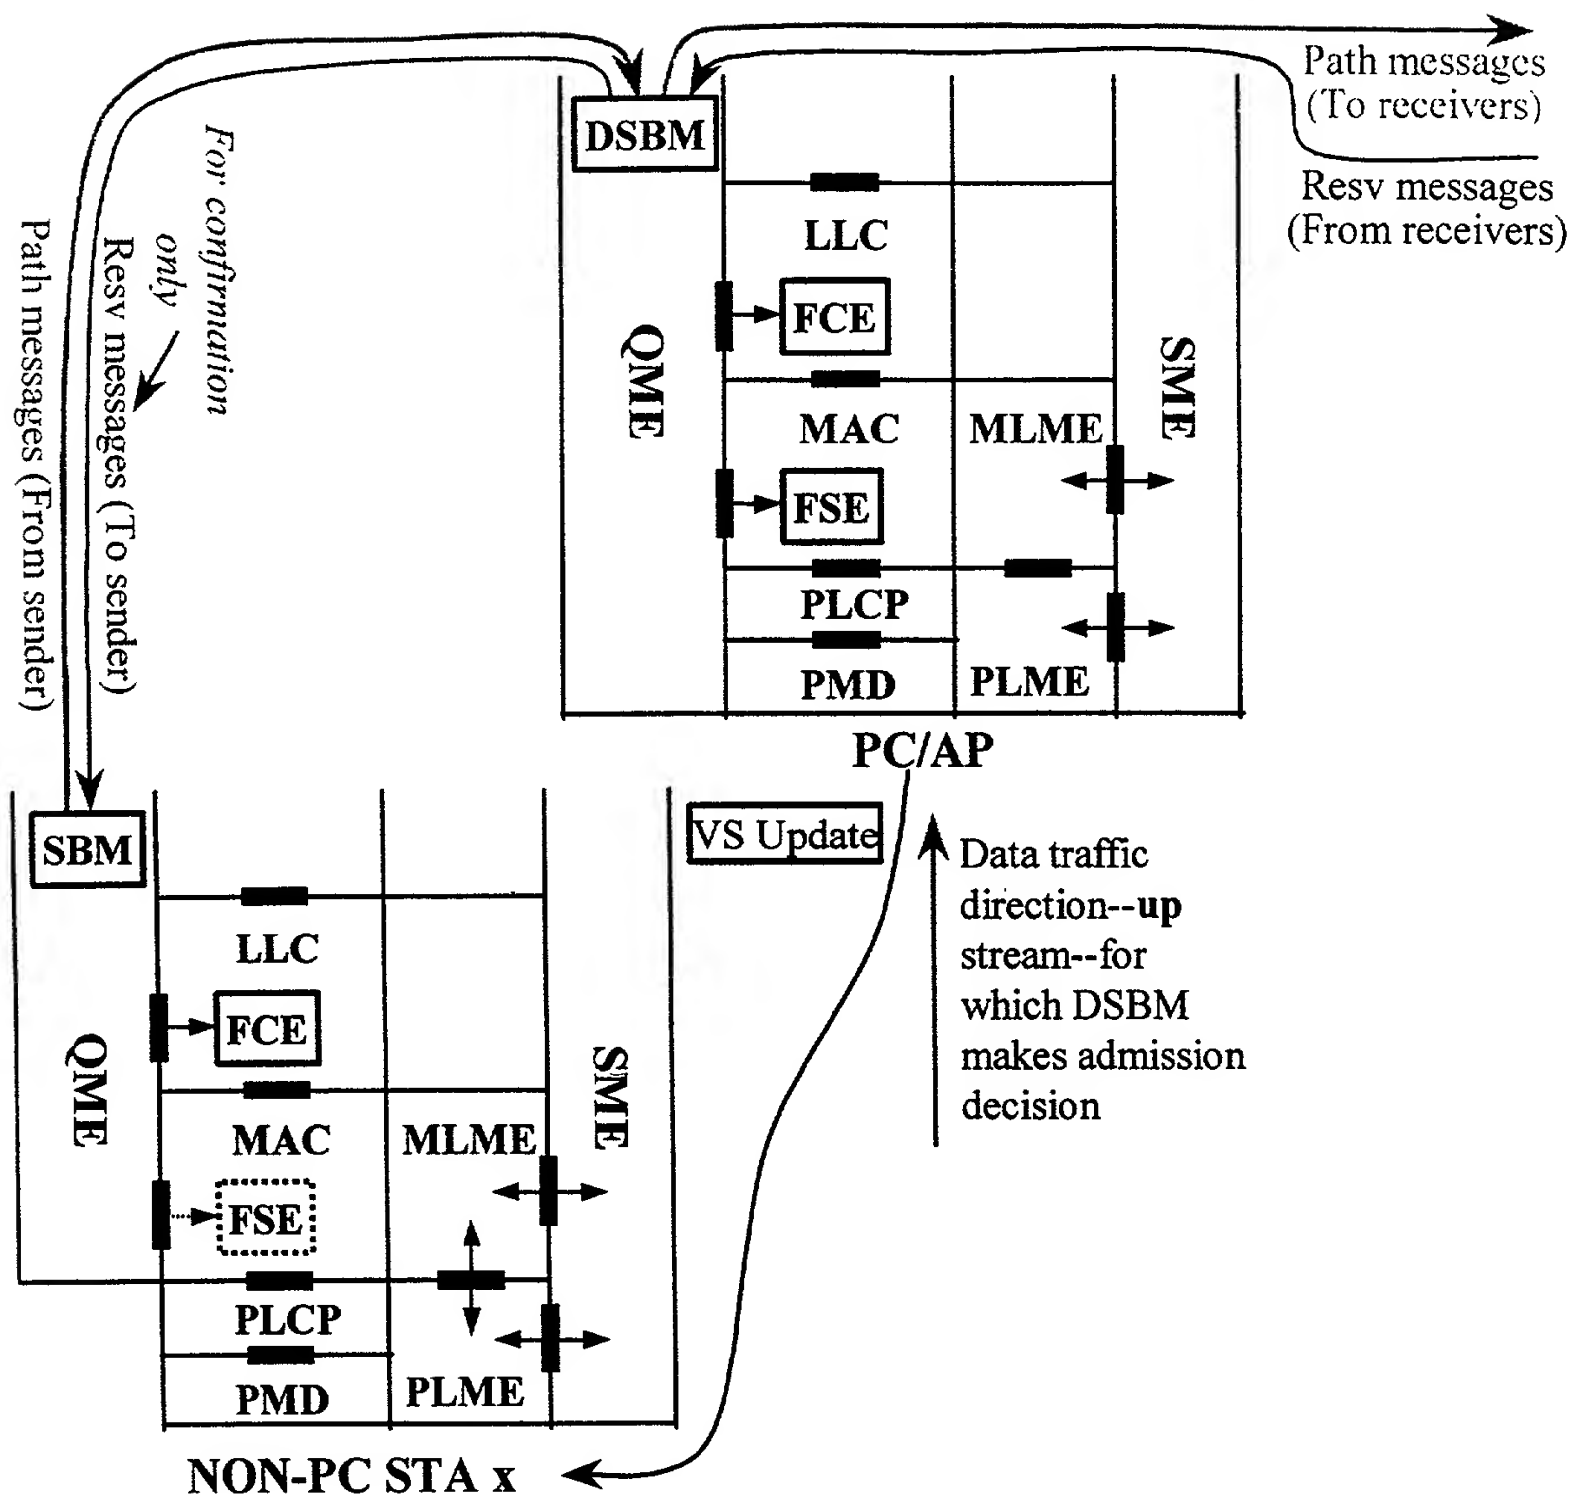 Path messages
(To receivers)
Resv messages
(From receivers)
DSBM
LLC
FCE
QME
SME
MAC
MLME
FSE
PLCP
PMD
PLME
PC/AP
For confirmation
only
Resv messages (To sender)
Path messages (From sender)
VS Update
Data traffic
direction--up
stream--for
which DSBM
makes admission
decision
SBM
LLC
FCE
QME
SME
MAC
MLME
FSE
PLCP
PMD
PLME
NON-PC STA x